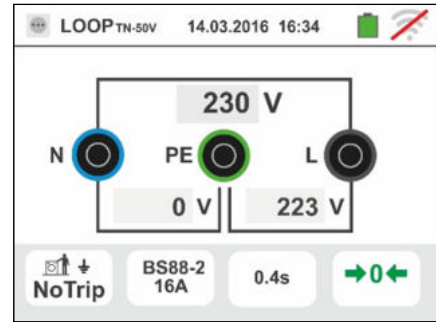 LOOP TN-50V 14.03.2016 16:34
230 V
N PE L
0 V 223 V
NoTrip BS88-2 16A 0.4s →0←